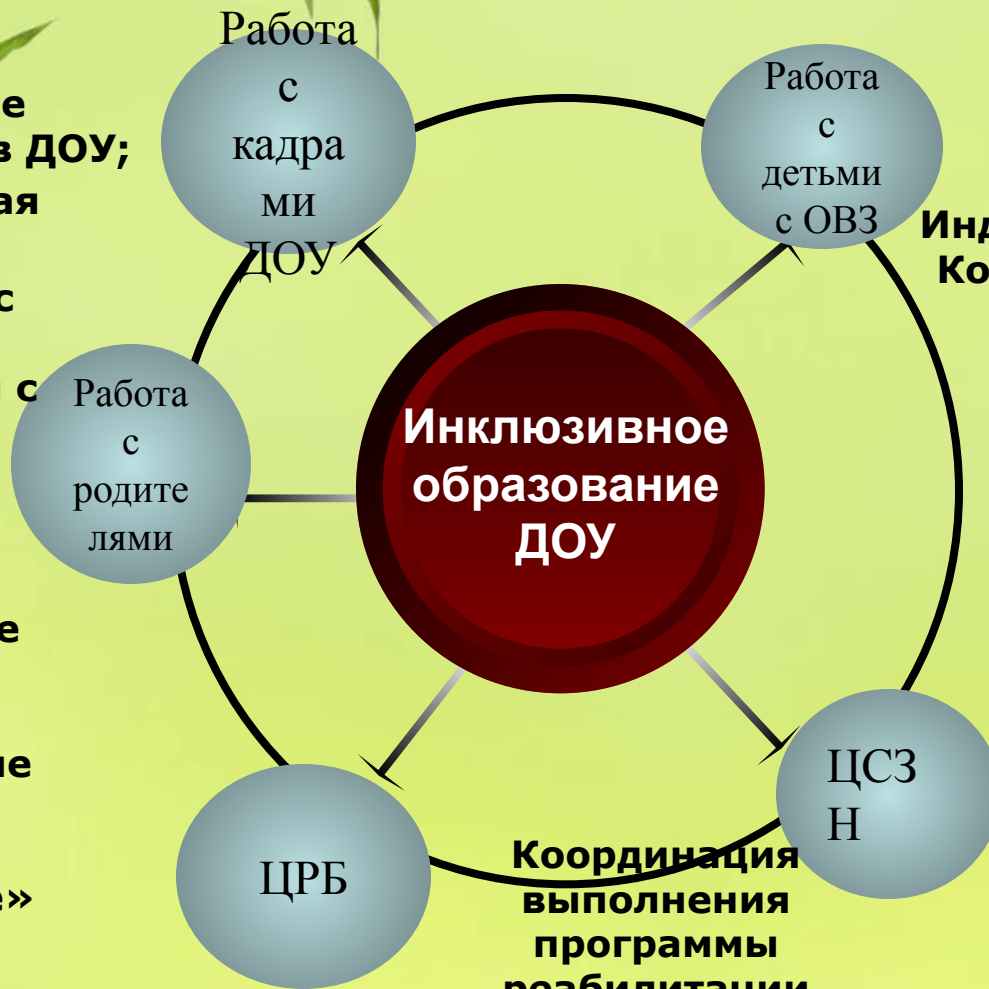 Работа
с
кадра
ми
ДОУ
Работа
с
детьми
с ОВЗ
в ДОУ;
с
с
Работа
с
родите
лями
Инклюзивное
образование
ДОУ
ЦСЗ
Н
ЦРБ
Координация
выполнения
программы
реабилитации